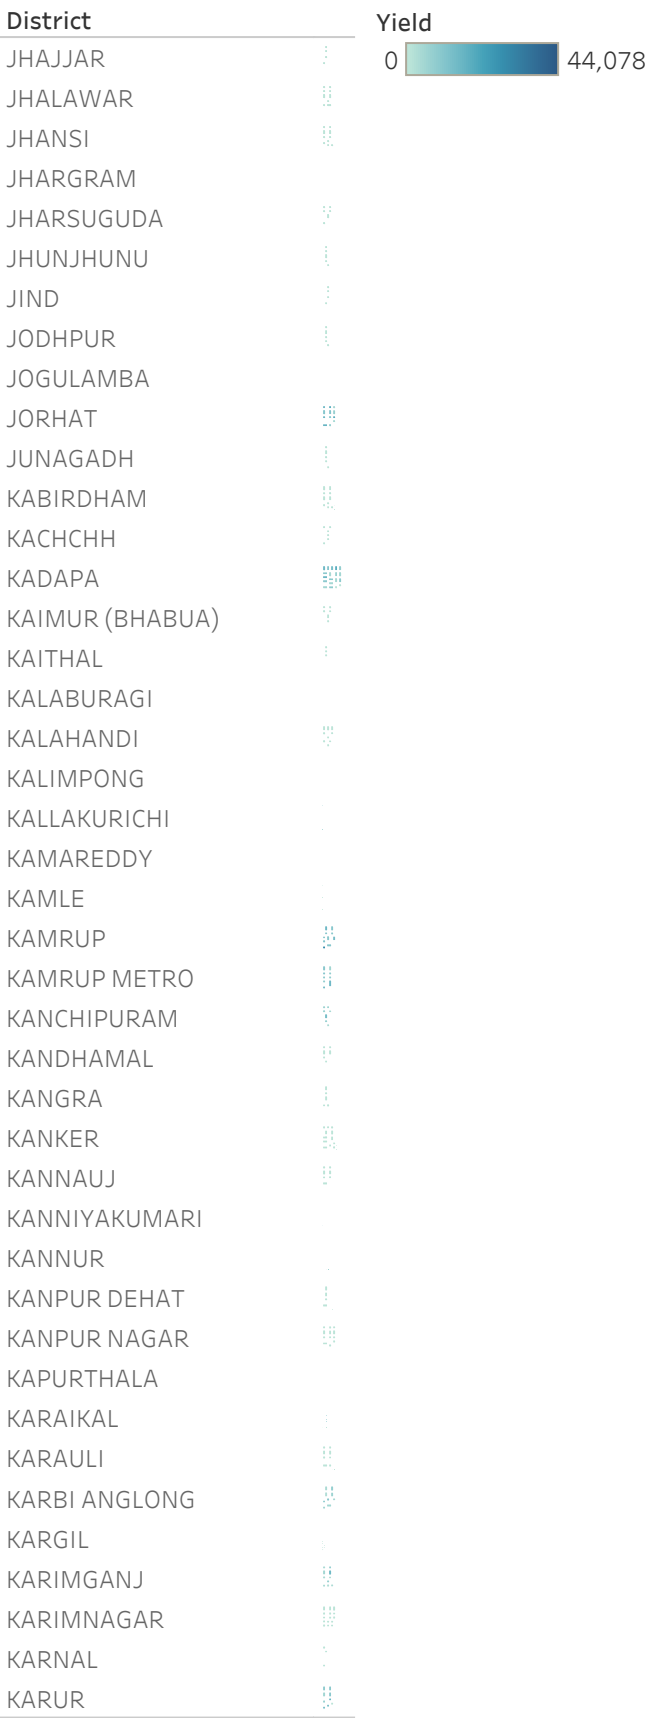 District
Yield
0 44,078
JHAJJAR
JHALAWAR
JHANSI
JHARGRAM
JHARSUGUDA
JHUNJHUNU
JIND
JODHPUR
JOGULAMBA
JORHAT
JUNAGADH
KABIRDHAM
KACHCHH
KADAPA
KAIMUR (BHABUA)
KAITHAL
KALABURAGI
KALAHANDI
KALIMPONG
KALLAKURICHI
KAMAREDDY
KAMLE
KAMRUP
KAMRUP METRO
KANCHIPURAM
KANDHAMAL
KANGRA
KANKER
KANNAUJ
KANNIYAKUMARI
KANNUR
KANPUR DEHAT
KANPUR NAGAR
KAPURTHALA
KARAIKAL
KARAULI
KARBI ANGLONG
KARGIL
KARIMGANJ
KARIMNAGAR
KARNAL
KARUR